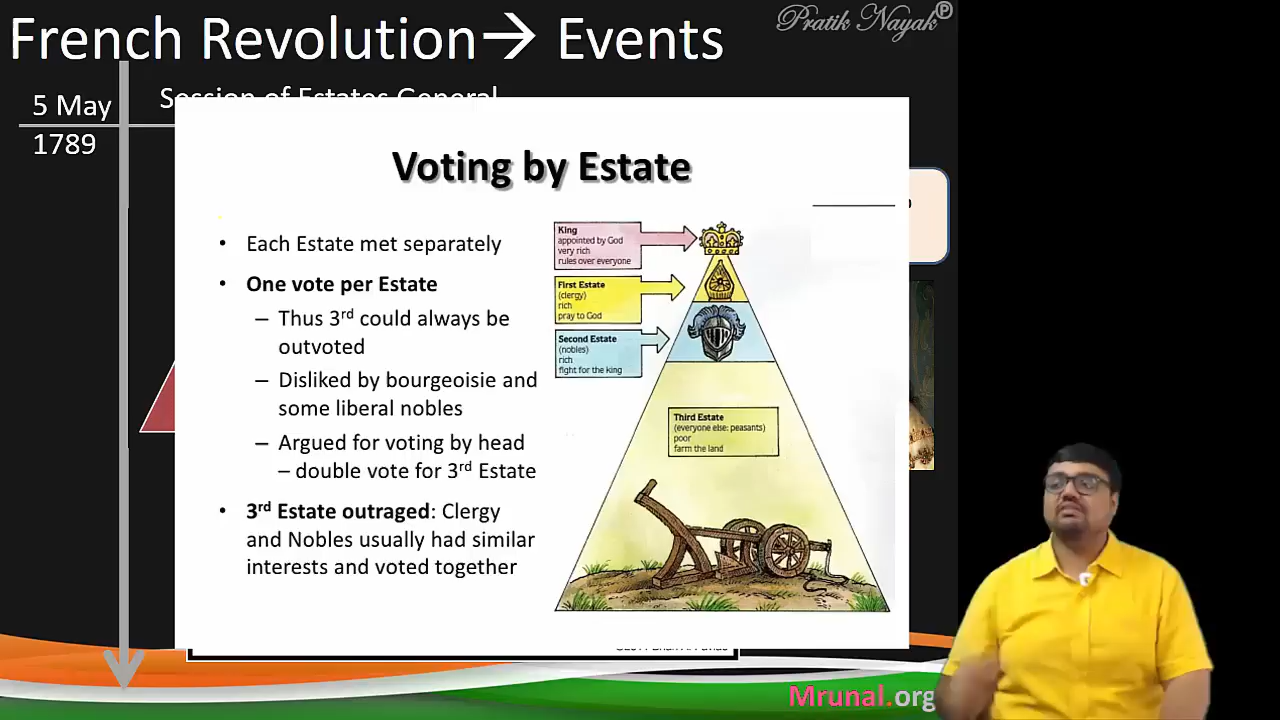 French Revolution→ Events
Pratik Nayak℗
5 May
1789
Session of Estates General
Voting by Estate
• Each Estate met separately
• One vote per Estate
– Thus 3rd could always be
outvoted
– Disliked by bourgeoisie and
some liberal nobles
– Argued for voting by head
– double vote for 3rd Estate
• 3rd Estate outraged: Clergy
and Nobles usually had similar
interests and voted together
King
appointed by God
very rich
rules over everyone
First Estate
(clergy)
rich
pray to God
Second Estate
(nobles)
rich
fight for the king
Third Estate
(everyone else: peasants)
poor
farm the land
Mrunal.org